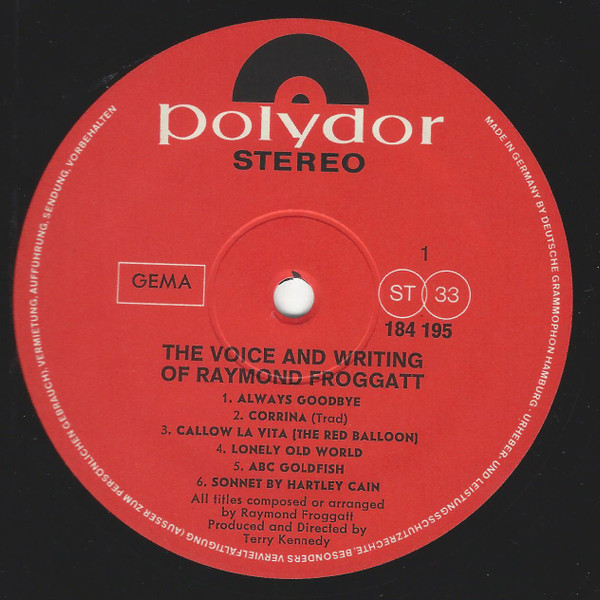 polydor
STEREO
GEMA
1
ST 33
184 195
THE VOICE AND WRITING
OF RAYMOND FROGGATT
1. ALWAYS GOODBYE
2. CORRINA (Trad)
3. CALLOW LA VITA (THE RED BALLOON)
4. LONELY OLD WORLD
5. ABC GOLDFISH
6. SONNET BY HARTLEY CAIN
All titles composed or arranged
by Raymond Froggatt
Produced and Directed by
Terry Kennedy
MADE IN GERMANY BY DEUTSCHE GRAMMOPHON HAMBURG · URHEBER- UND LEISTUNGSSCHUTZRECHTE, BESONDERS VERVIELFÄLTIGUNG (AUSSER ZUM PERSÖNLICHEN GEBRAUCH), VERMIETUNG, AUFFÜHRUNG, SENDUNG, VORBEHALTEN